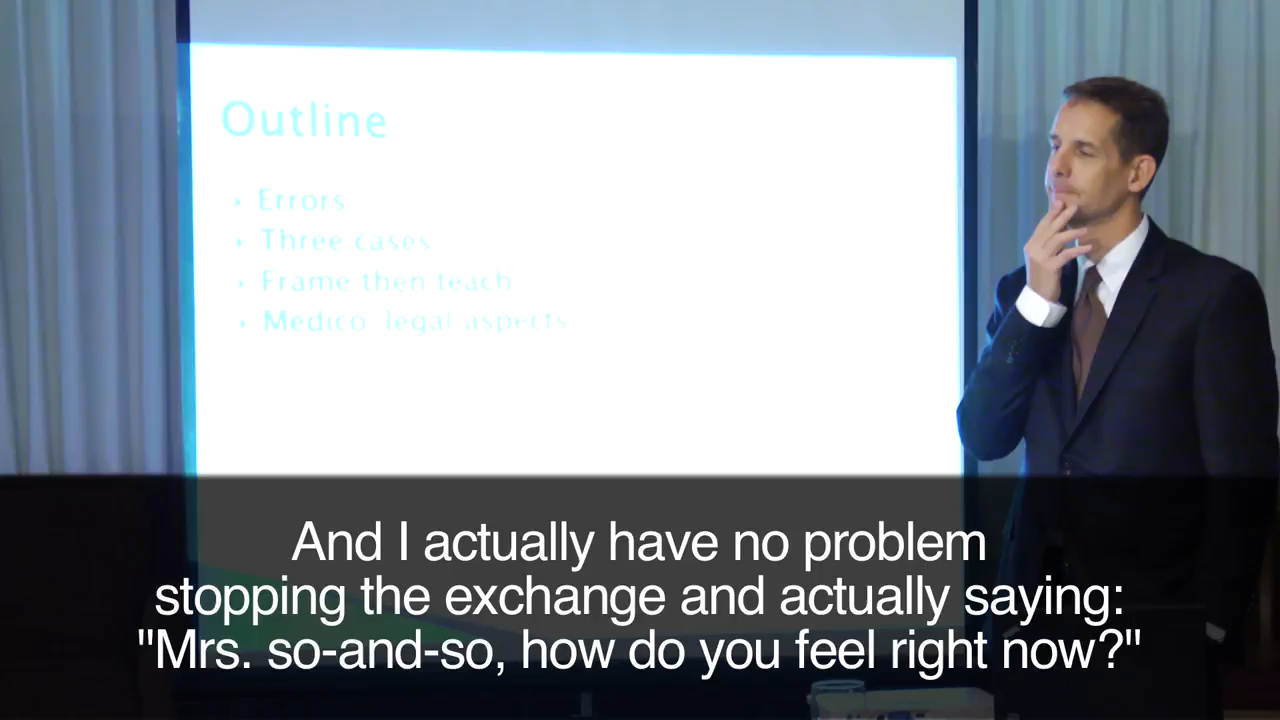 Outline
• Errors
• Three cases
• Frame then teach
• Medico legal aspects
And I actually have no problem
stopping the exchange and actually saying:
"Mrs. so-and-so, how do you feel right now?"